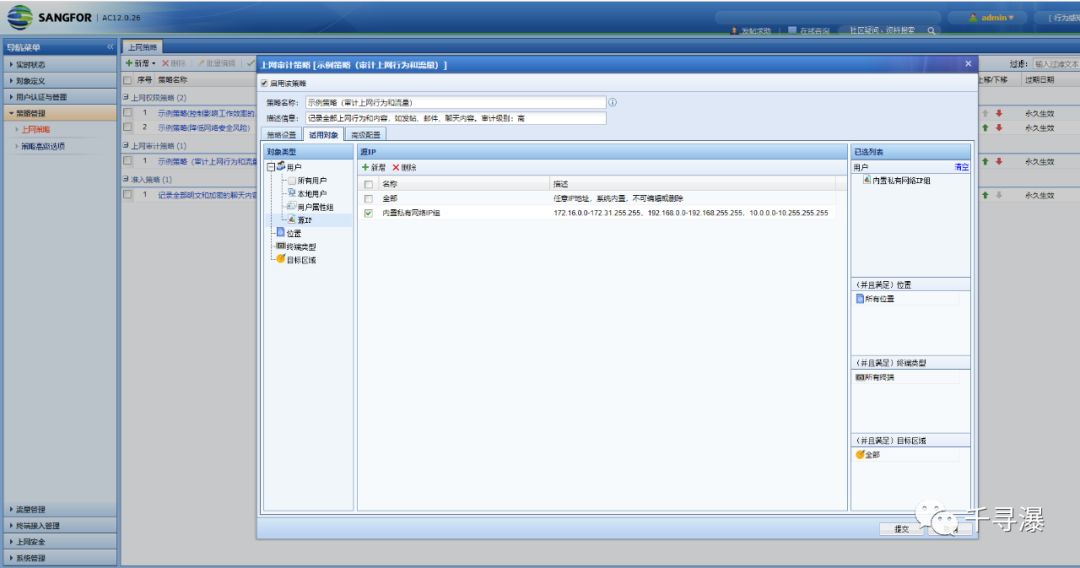 SANGFOR | AC12.0.26
admin
导航菜单
实时状态
对象定义
用户认证与管理
策略管理
上网策略
策略高级选项
流量管理
终端接入管理
上网安全
系统管理
上网策略
新增 删除 批量编辑
序号 策略名称
上网权限策略 (2)
1 示例策略(控制影响工作效率的
2 示例策略(降低网络安全风险)
上网审计策略 (1)
1 示例策略（审计上网行为和流量
准入策略 (1)
1 记录全部明文和加密的聊天内容
上网审计策略 [示例策略（审计上网行为和流量）]
启用该策略
策略名称： 示例策略（审计上网行为和流量）
描述信息： 记录全部上网行为和内容，如发帖，邮件，聊天内容。审计级别：高
策略设置 适用对象 高级配置
对象类型
用户
所有用户
本地用户
用户属性组
源IP
位置
终端类型
目标区域
源IP
新增 删除
名称 描述
全部 任意IP地址，系统内置，不可编辑或删除
内置私有网络IP组 172.16.0.0-172.31.255.255，192.168.0.0-192.168.255.255，10.0.0.0-10.255.255.255
已选列表
用户 清空
内置私有网络IP组
（并且满足）位置
所有位置
（并且满足）终端类型
所有终端
（并且满足）目标区域
全部
提交
过滤： 输入过滤文本
上移/下移 过期日期
永久生效
永久生效
永久生效
永久生效
千寻瀑